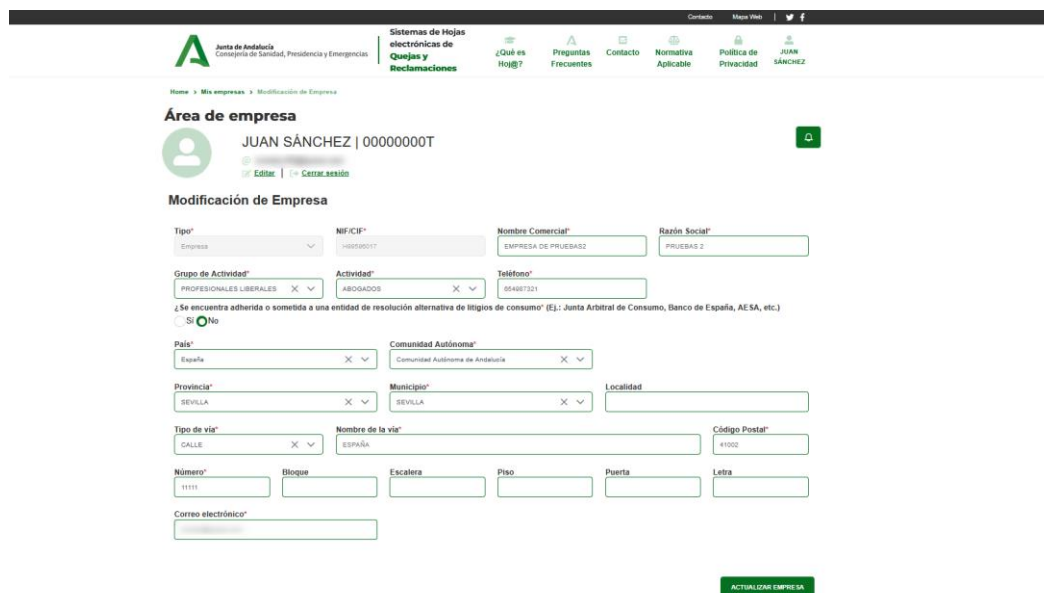 Contacto Mapa Web
Junta de Andalucía
Consejería de Sanidad, Presidencia y Emergencias
Sistemas de Hojas
electrónicas de
Quejas y
Reclamaciones
¿Qué es
Hoj@?
Preguntas
Frecuentes
Contacto
Normativa
Aplicable
Política de
Privacidad
JUAN
SÁNCHEZ
Home > Mis empresas > Modificación de Empresa
Área de empresa
JUAN SÁNCHEZ | 00000000T
Editar | Cerrar sesión
Modificación de Empresa
Tipo* NIF/CIF* Nombre Comercial* Razón Social*
Empresa EMPRESA DE PRUEBAS2 PRUEBAS 2
Grupo de Actividad* Actividad* Teléfono*
PROFESIONALES LIBERALES ABOGADOS 654987321
¿Se encuentra adherida o sometida a una entidad de resolución alternativa de litigios de consumo* (Ej.: Junta Arbitral de Consumo, Banco de España, AESA, etc.)
Sí No
País* Comunidad Autónoma*
España Comunidad Autónoma de Andalucía
Provincia* Municipio* Localidad
SEVILLA SEVILLA
Tipo de vía* Nombre de la vía* Código Postal*
CALLE ESPAÑA 41002
Número* Bloque Escalera Piso Puerta Letra
11111
Correo electrónico*
ACTUALIZAR EMPRESA